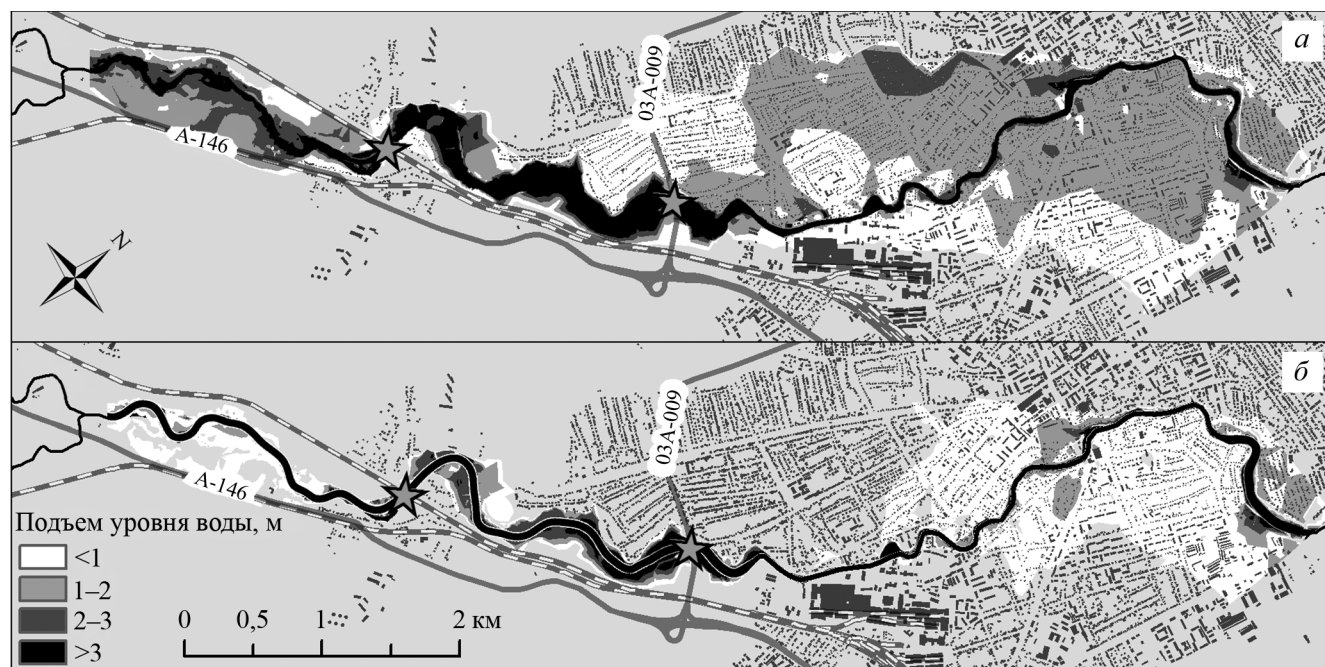 а
03А-009
А-146
N
б
03А-009
А-146
Подъем уровня воды, м
<1
1–2
2–3
>3
0 0,5 1 2 км